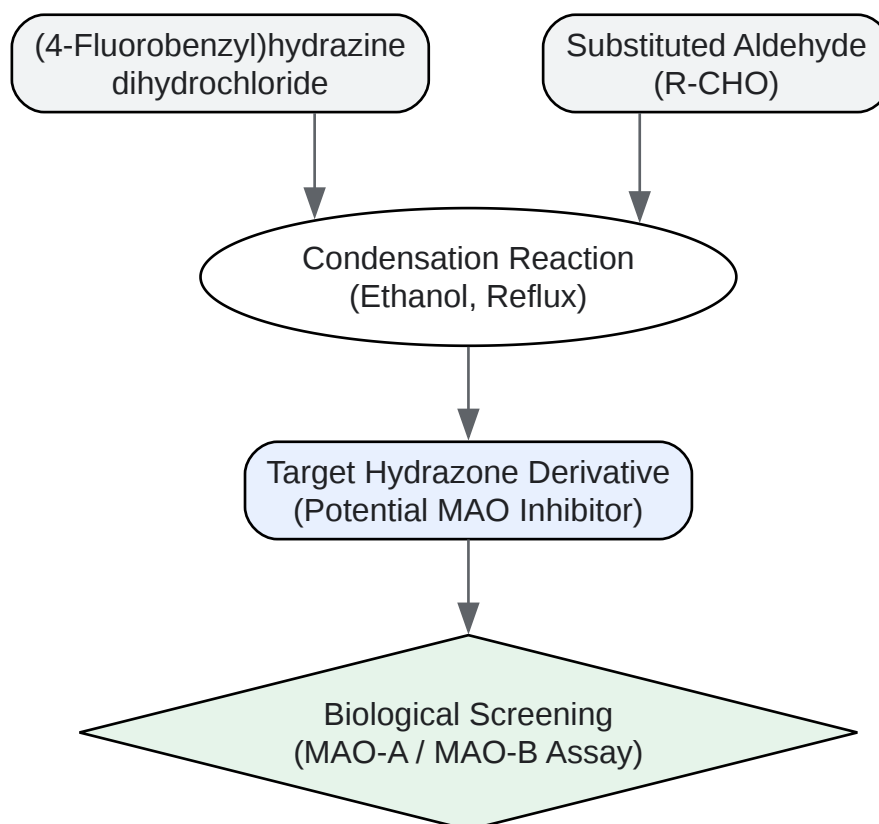 (4-Fluorobenzyl)hydrazine
dihydrochloride
Substituted Aldehyde
(R-CHO)
Condensation Reaction
(Ethanol, Reflux)
Target Hydrazone Derivative
(Potential MAO Inhibitor)
Biological Screening
(MAO-A / MAO-B Assay)